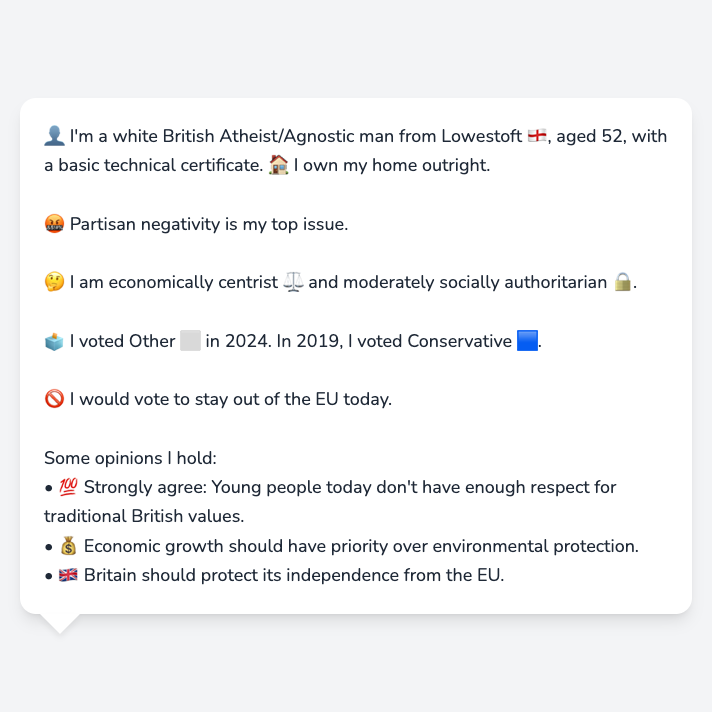 👤 I'm a white British Atheist/Agnostic man from Lowestoft 🏴󠁧󠁢󠁥󠁮󠁧󠁿, aged 52, with
a basic technical certificate. 🏠 I own my home outright.
🤬 Partisan negativity is my top issue.
🤔 I am economically centrist ⚖️ and moderately socially authoritarian 🔒.
🗳️ I voted Other ⬜ in 2024. In 2019, I voted Conservative 🟦.
🚫 I would vote to stay out of the EU today.
Some opinions I hold:
• 💯 Strongly agree: Young people today don't have enough respect for
traditional British values.
• 💰 Economic growth should have priority over environmental protection.
• 🇬🇧 Britain should protect its independence from the EU.